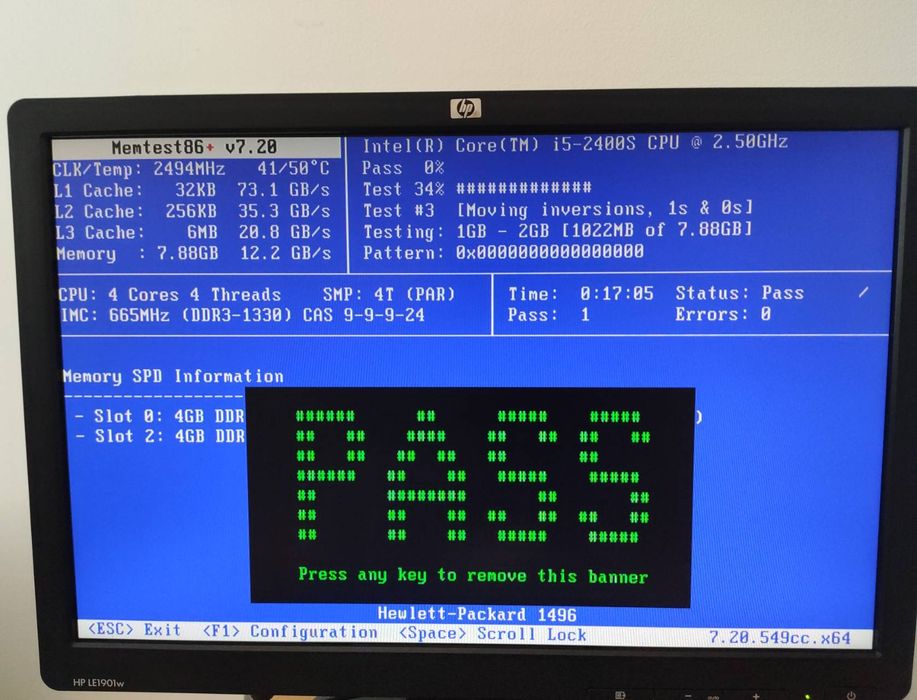 hp
Memtest86+ v7.20
Intel(R) Core(TM) i5-2400S CPU @ 2.50GHz
CLK/Temp: 2494MHz 41/50°C
Pass 0%
L1 Cache: 32KB 73.1 GB/s
Test 34% #############
L2 Cache: 256KB 35.3 GB/s
Test #3 [Moving inversions, 1s & 0s]
L3 Cache: 6MB 20.8 GB/s
Testing: 1GB - 2GB [1022MB of 7.88GB]
Memory : 7.88GB 12.2 GB/s
Pattern: 0x0000000000000000
CPU: 4 Cores 4 Threads SMP: 4T (PAR)
Time: 0:17:05 Status: Pass /
IMC: 665MHz (DDR3-1330) CAS 9-9-9-24
Pass: 1 Errors: 0
Memory SPD Information
- Slot 0: 4GB DDR )
- Slot 2: 4GB DDR
PASS
Press any key to remove this banner
Hewlett-Packard 1496
<ESC> Exit <F1> Configuration <Space> Scroll Lock 7.20.549cc.x64
HP LE1901w